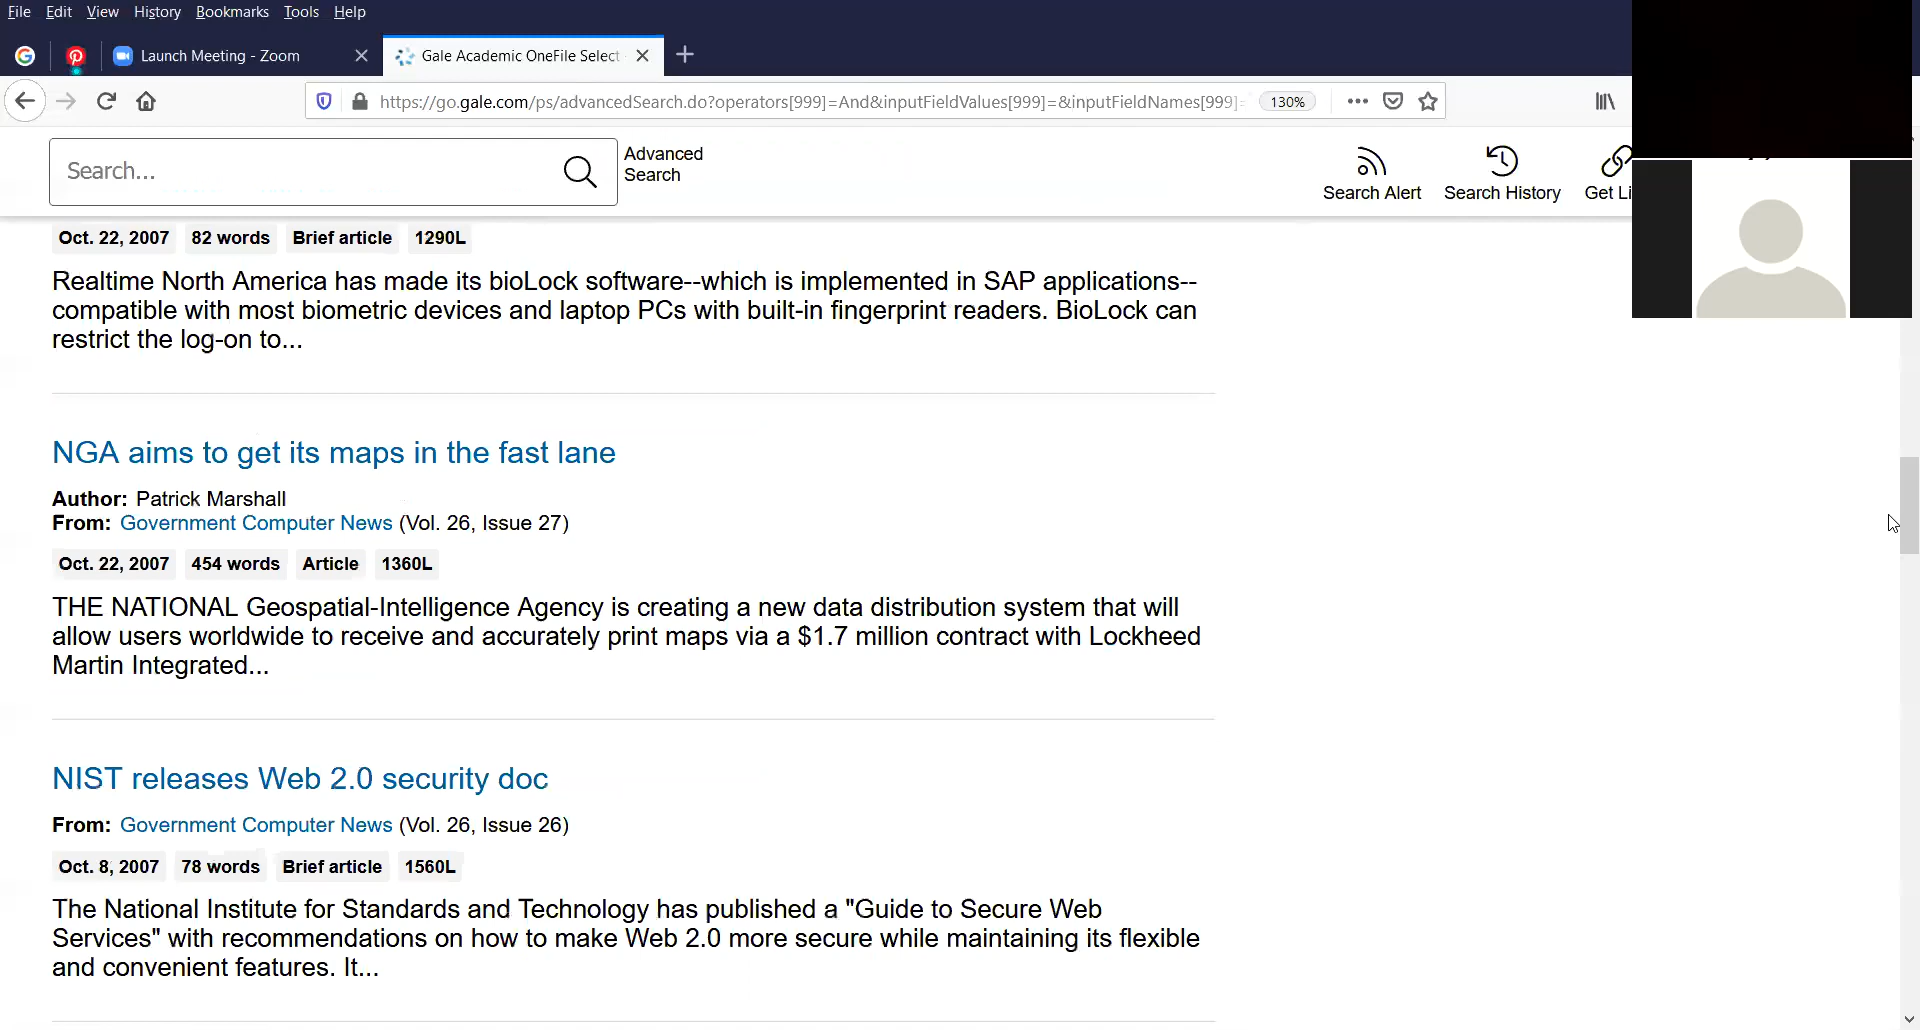 File Edit View History Bookmarks Tools Help
Launch Meeting - Zoom
Gale Academic OneFile Select
https://go.gale.com/ps/advancedSearch.do?operators[999]=And&inputFieldValues[999]=&inputFieldNames[999]=
130%
Search...
Advanced
Search
Search Alert
Search History
Get Li
Oct. 22, 2007 82 words Brief article 1290L
Realtime North America has made its bioLock software--which is implemented in SAP applications--
compatible with most biometric devices and laptop PCs with built-in fingerprint readers. BioLock can
restrict the log-on to...
NGA aims to get its maps in the fast lane
Author: Patrick Marshall
From: Government Computer News (Vol. 26, Issue 27)
Oct. 22, 2007 454 words Article 1360L
THE NATIONAL Geospatial-Intelligence Agency is creating a new data distribution system that will
allow users worldwide to receive and accurately print maps via a $1.7 million contract with Lockheed
Martin Integrated...
NIST releases Web 2.0 security doc
From: Government Computer News (Vol. 26, Issue 26)
Oct. 8, 2007 78 words Brief article 1560L
The National Institute for Standards and Technology has published a "Guide to Secure Web
Services" with recommendations on how to make Web 2.0 more secure while maintaining its flexible
and convenient features. It...